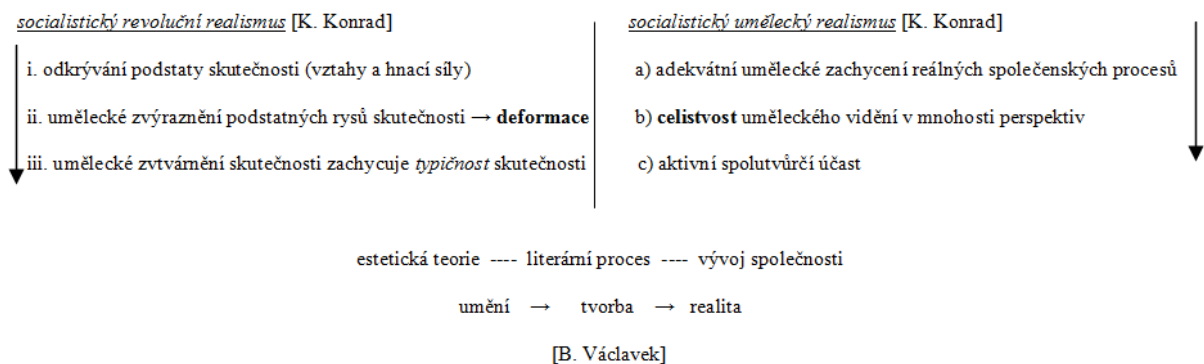 socialistický revoluční realismus [K. Konrad]
i. odkrývání podstaty skutečnosti (vztahy a hnací síly)
ii. umělecké zvýraznění podstatných rysů skutečnosti → deformace
iii. umělecké zvtvárnění skutečnosti zachycuje typičnost skutečnosti
socialistický umělecký realismus [K. Konrad]
a) adekvátní umělecké zachycení reálných společenských procesů
b) celistvost uměleckého vidění v mnohosti perspektiv
c) aktivní spolutvůrčí účast
estetická teorie ---- literární proces ---- vývoj společnosti
umění → tvorba → realita
[B. Václavek]